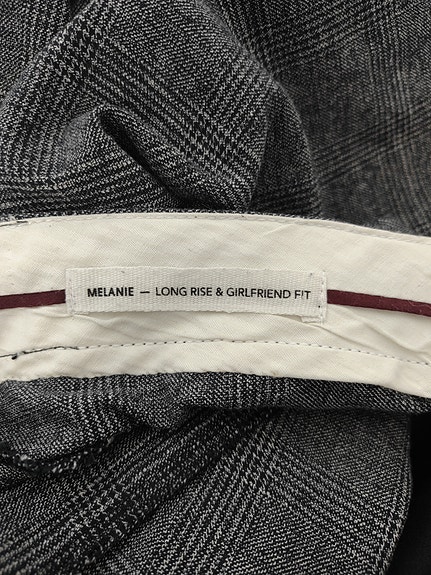 MELANIE — LONG RISE & GIRLFRIEND FIT